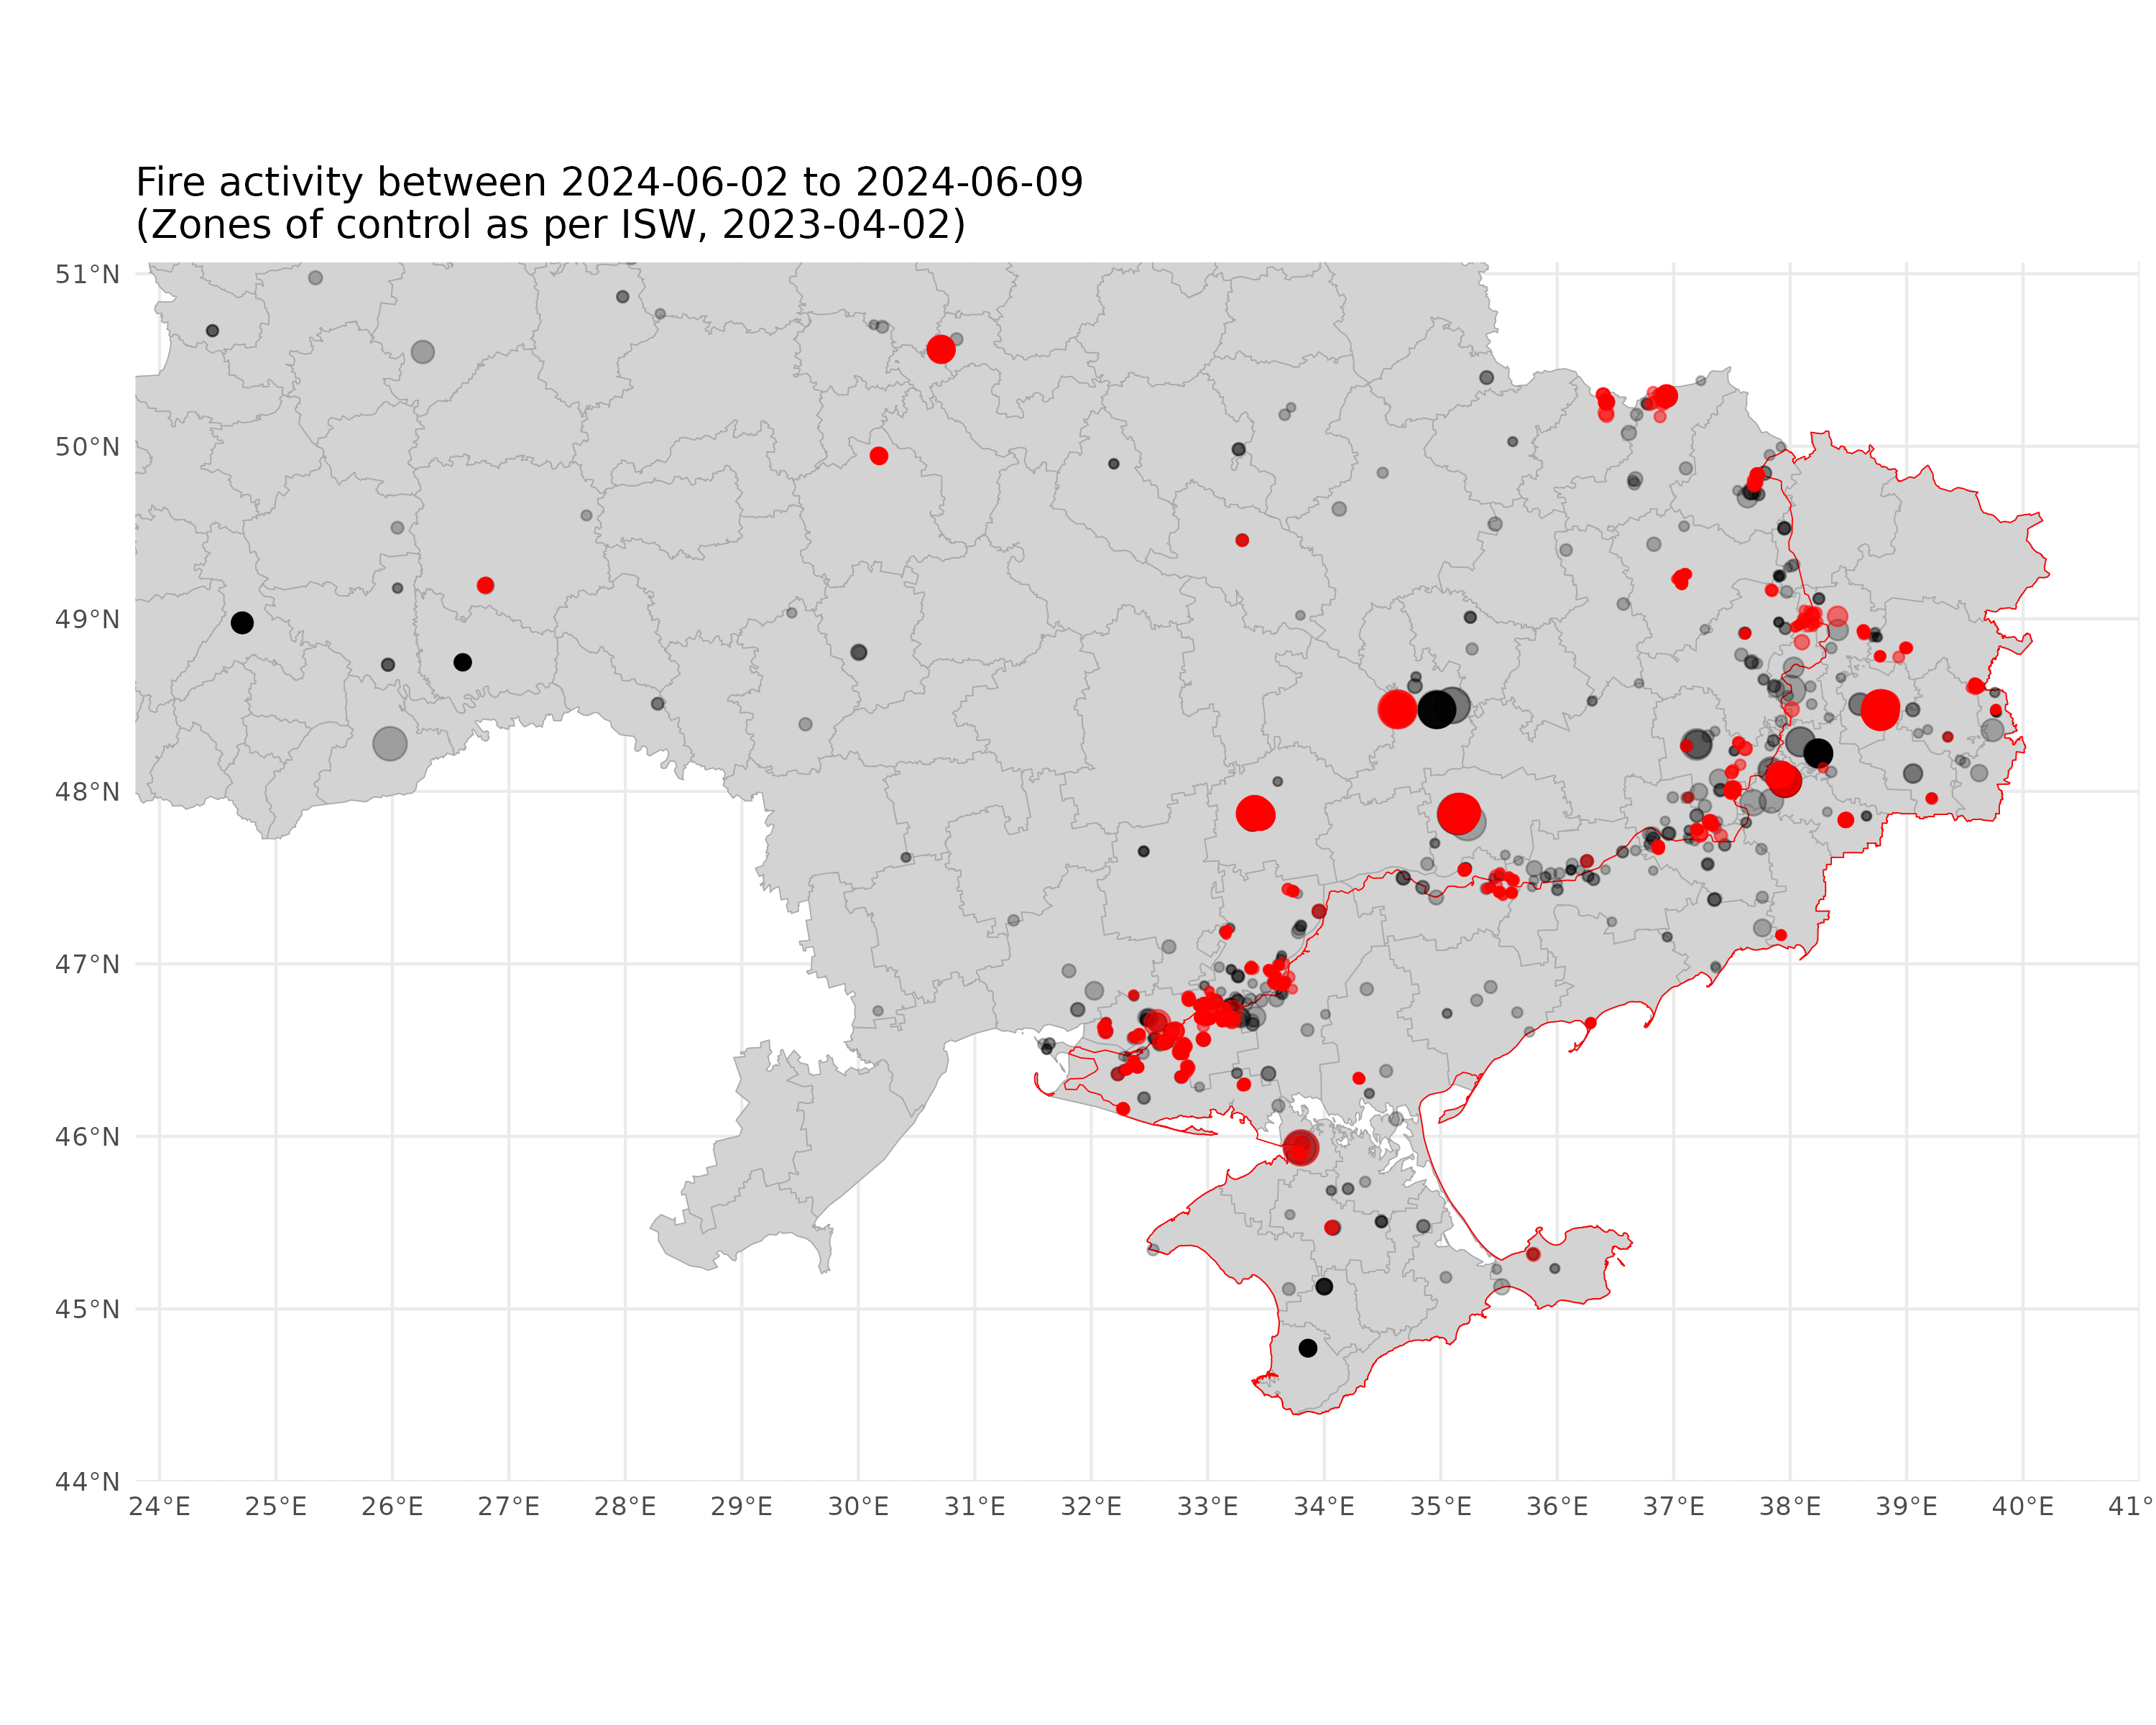 Fire activity between 2024-06-02 to 2024-06-09
(Zones of control as per ISW, 2023-04-02)
51°N
50°N
49°N
48°N
47°N
46°N
45°N
44°N
24°E 25°E 26°E 27°E 28°E 29°E 30°E 31°E 32°E 33°E 34°E 35°E 36°E 37°E 38°E 39°E 40°E 41°